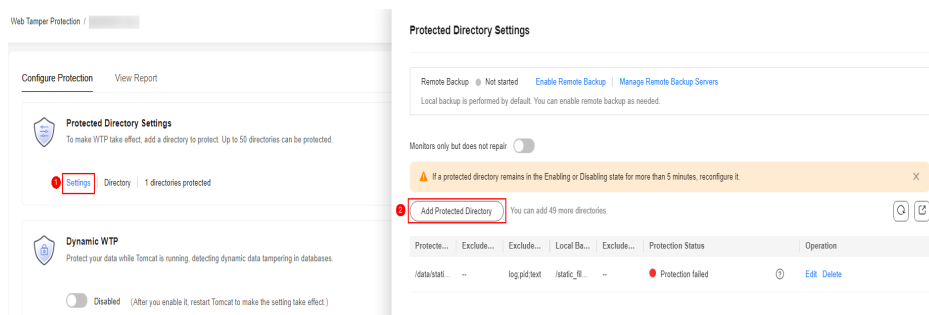 Web Tamper Protection /
Configure Protection View Report
1
Protected Directory Settings
To make WTP take effect, add a directory to protect. Up to 50 directories can be protected.
Settings Directory 1 directories protected
Dynamic WTP
Protect your data while Tomcat is running, detecting dynamic data tampering in databases.
Disabled (After you enable it, restart Tomcat to make the setting take effect.)
Protected Directory Settings
Remote Backup Not started Enable Remote Backup Manage Remote Backup Servers
Local backup is performed by default. You can enable remote backup as needed.
Monitors only but does not repair
If a protected directory remains in the Enabling or Disabling state for more than 5 minutes, reconfigure it.
2 Add Protected Directory You can add 49 more directories.
Protecte... Exclude... Exclude... Local Ba... Exclude... Protection Status Operation
/data/stati... -- log;pid;text /static_fil... -- Protection failed ? Edit Delete